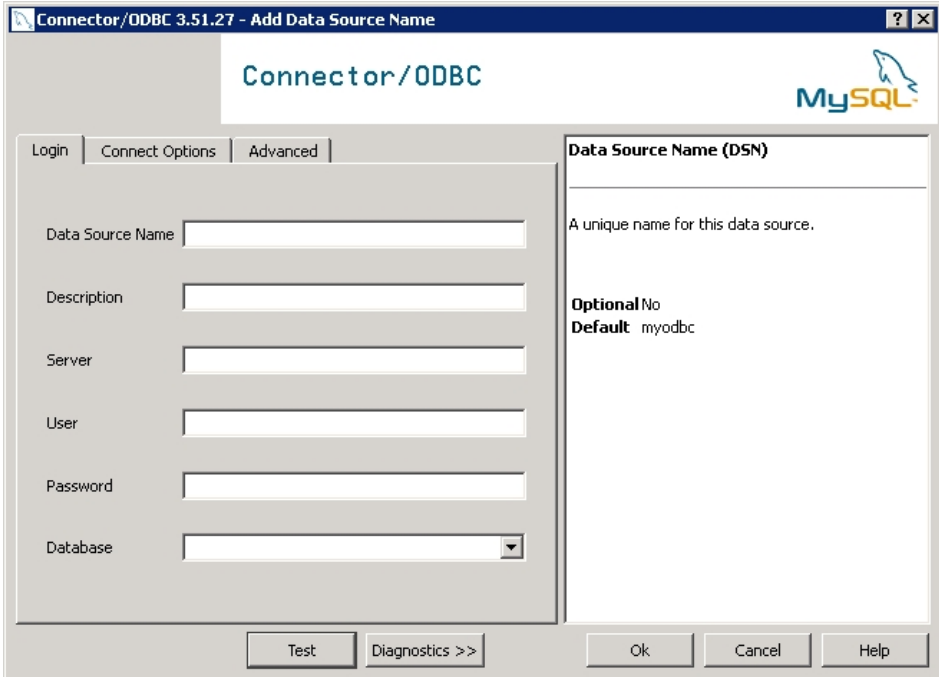 Connector/ODBC 3.51.27 - Add Data Source Name
Connector/ODBC
MySQL
Login Connect Options Advanced
Data Source Name
Description
Server
User
Password
Database
Data Source Name (DSN)
A unique name for this data source.
Optional No
Default myodbc
Test Diagnostics >> Ok Cancel Help